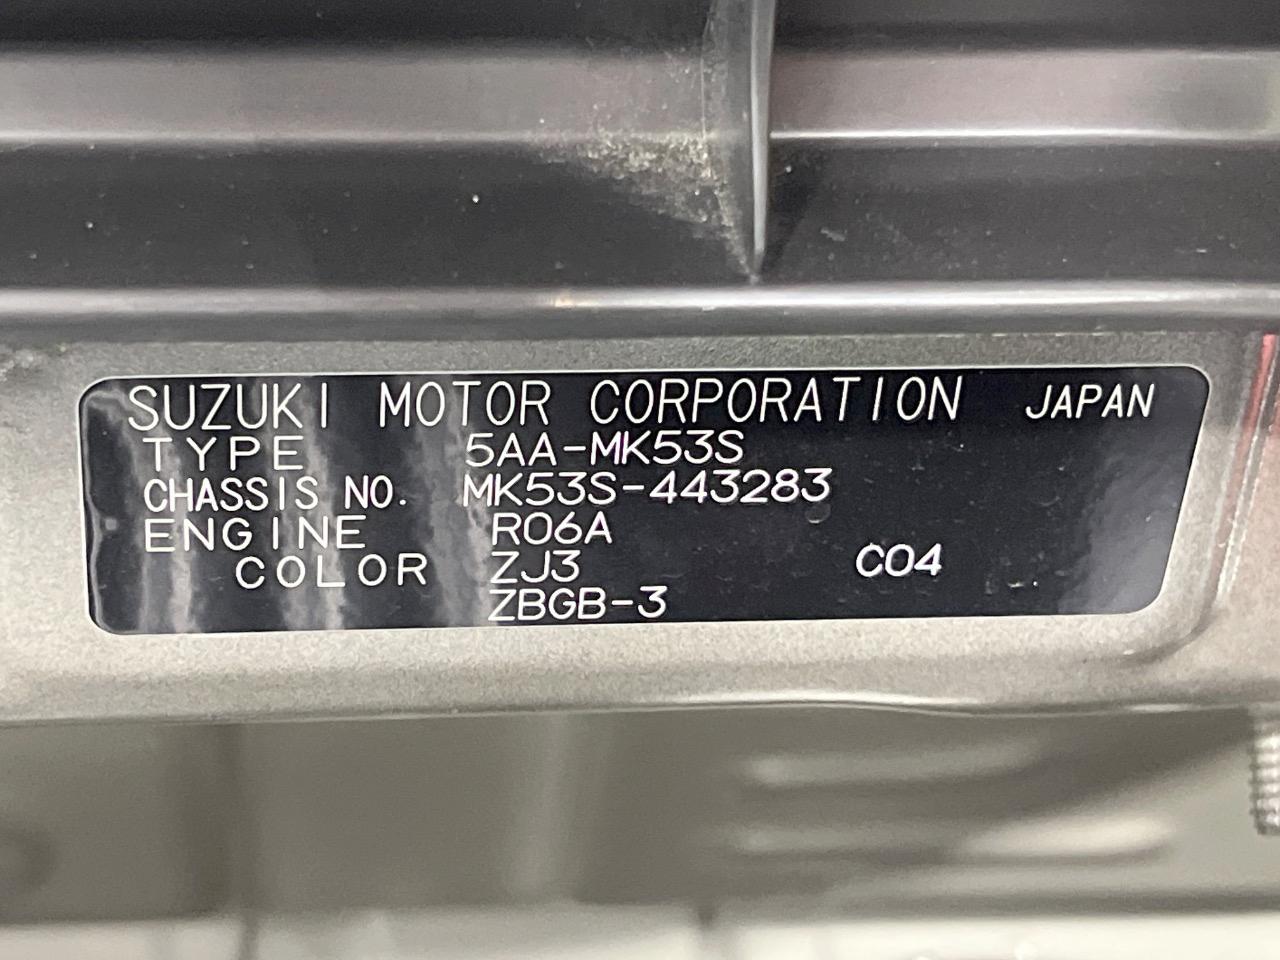 SUZUKI MOTOR CORPORATION JAPAN
TYPE 5AA-MK53S
CHASSIS NO. MK53S-443283
ENGINE R06A
COLOR ZJ3 C04
ZBGB-3